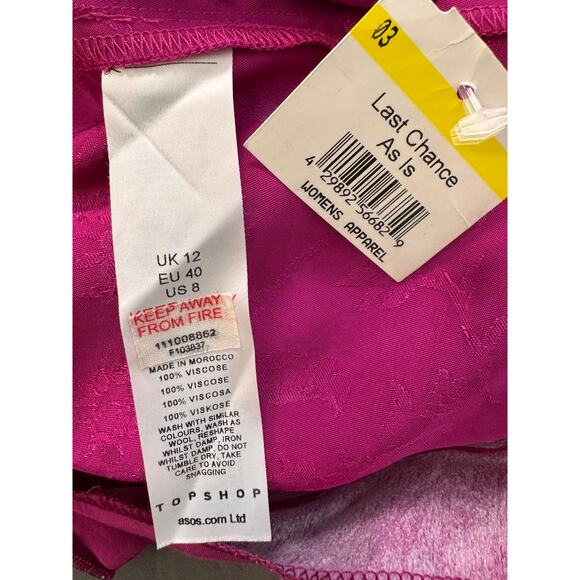 UK 12
EU 40
US 8
KEEP AWAY
FROM FIRE
111008862
F103837
MADE IN MOROCCO
100% VISCOSE
100% VISCOSE
100% VISCOSA
100% VISKOSE
WASH WITH SIMILAR
COLOURS, WASH AS
WOOL, RESHAPE
WHILST DAMP, IRON
WHILST DAMP, DO NOT
TUMBLE DRY, TAKE
CARE TO AVOID
SNAGGING
TOPSHOP
asos.com Ltd
03
Last Chance
As Is
4 29892 56682 9
WOMENS APPAREL